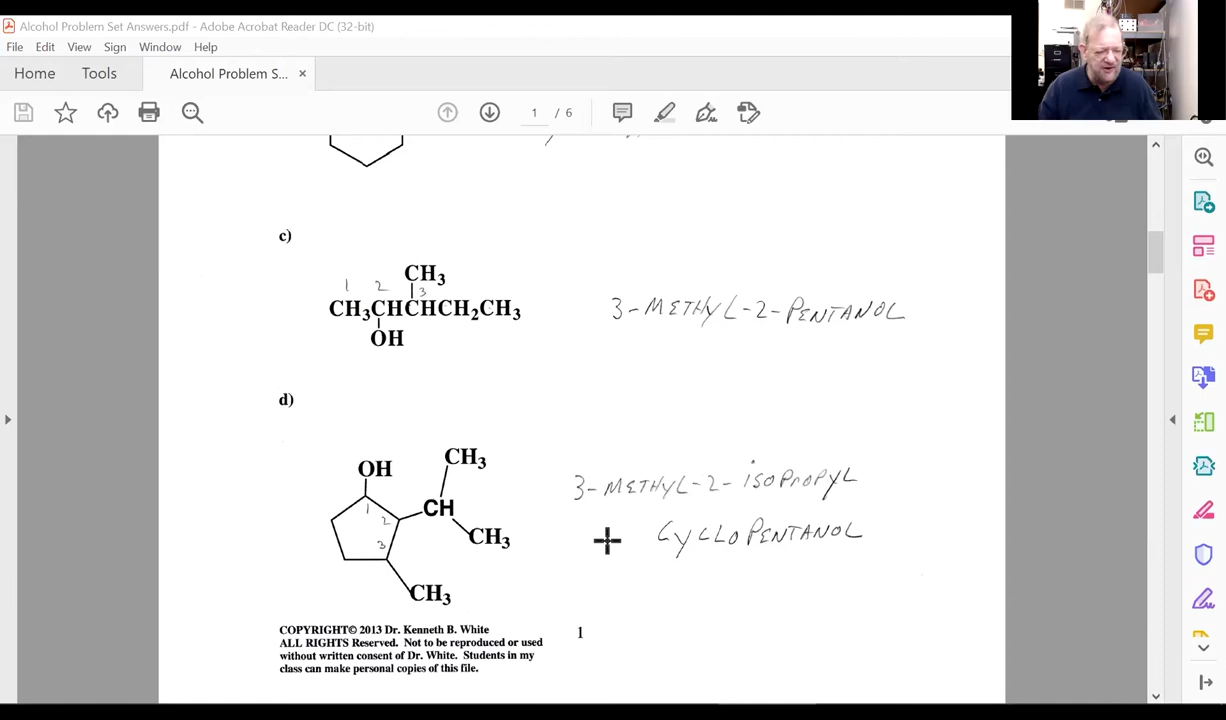 Alcohol Problem Set Answers.pdf - Adobe Acrobat Reader DC (32-bit)
File Edit View Sign Window Help
Home Tools Alcohol Problem S... ×
1 / 6
c)
CH3
1 2 3
CH3CHCHCH2CH3
OH
3-METHYL-2-PENTANOL
d)
OH
CH3
CH
1
2
3
CH3
CH3
3-METHYL-2-isoPropyL
CycLoPENTANOL
COPYRIGHT© 2013 Dr. Kenneth B. White
ALL RIGHTS Reserved. Not to be reproduced or used
without written consent of Dr. White. Students in my
class can make personal copies of this file.
1